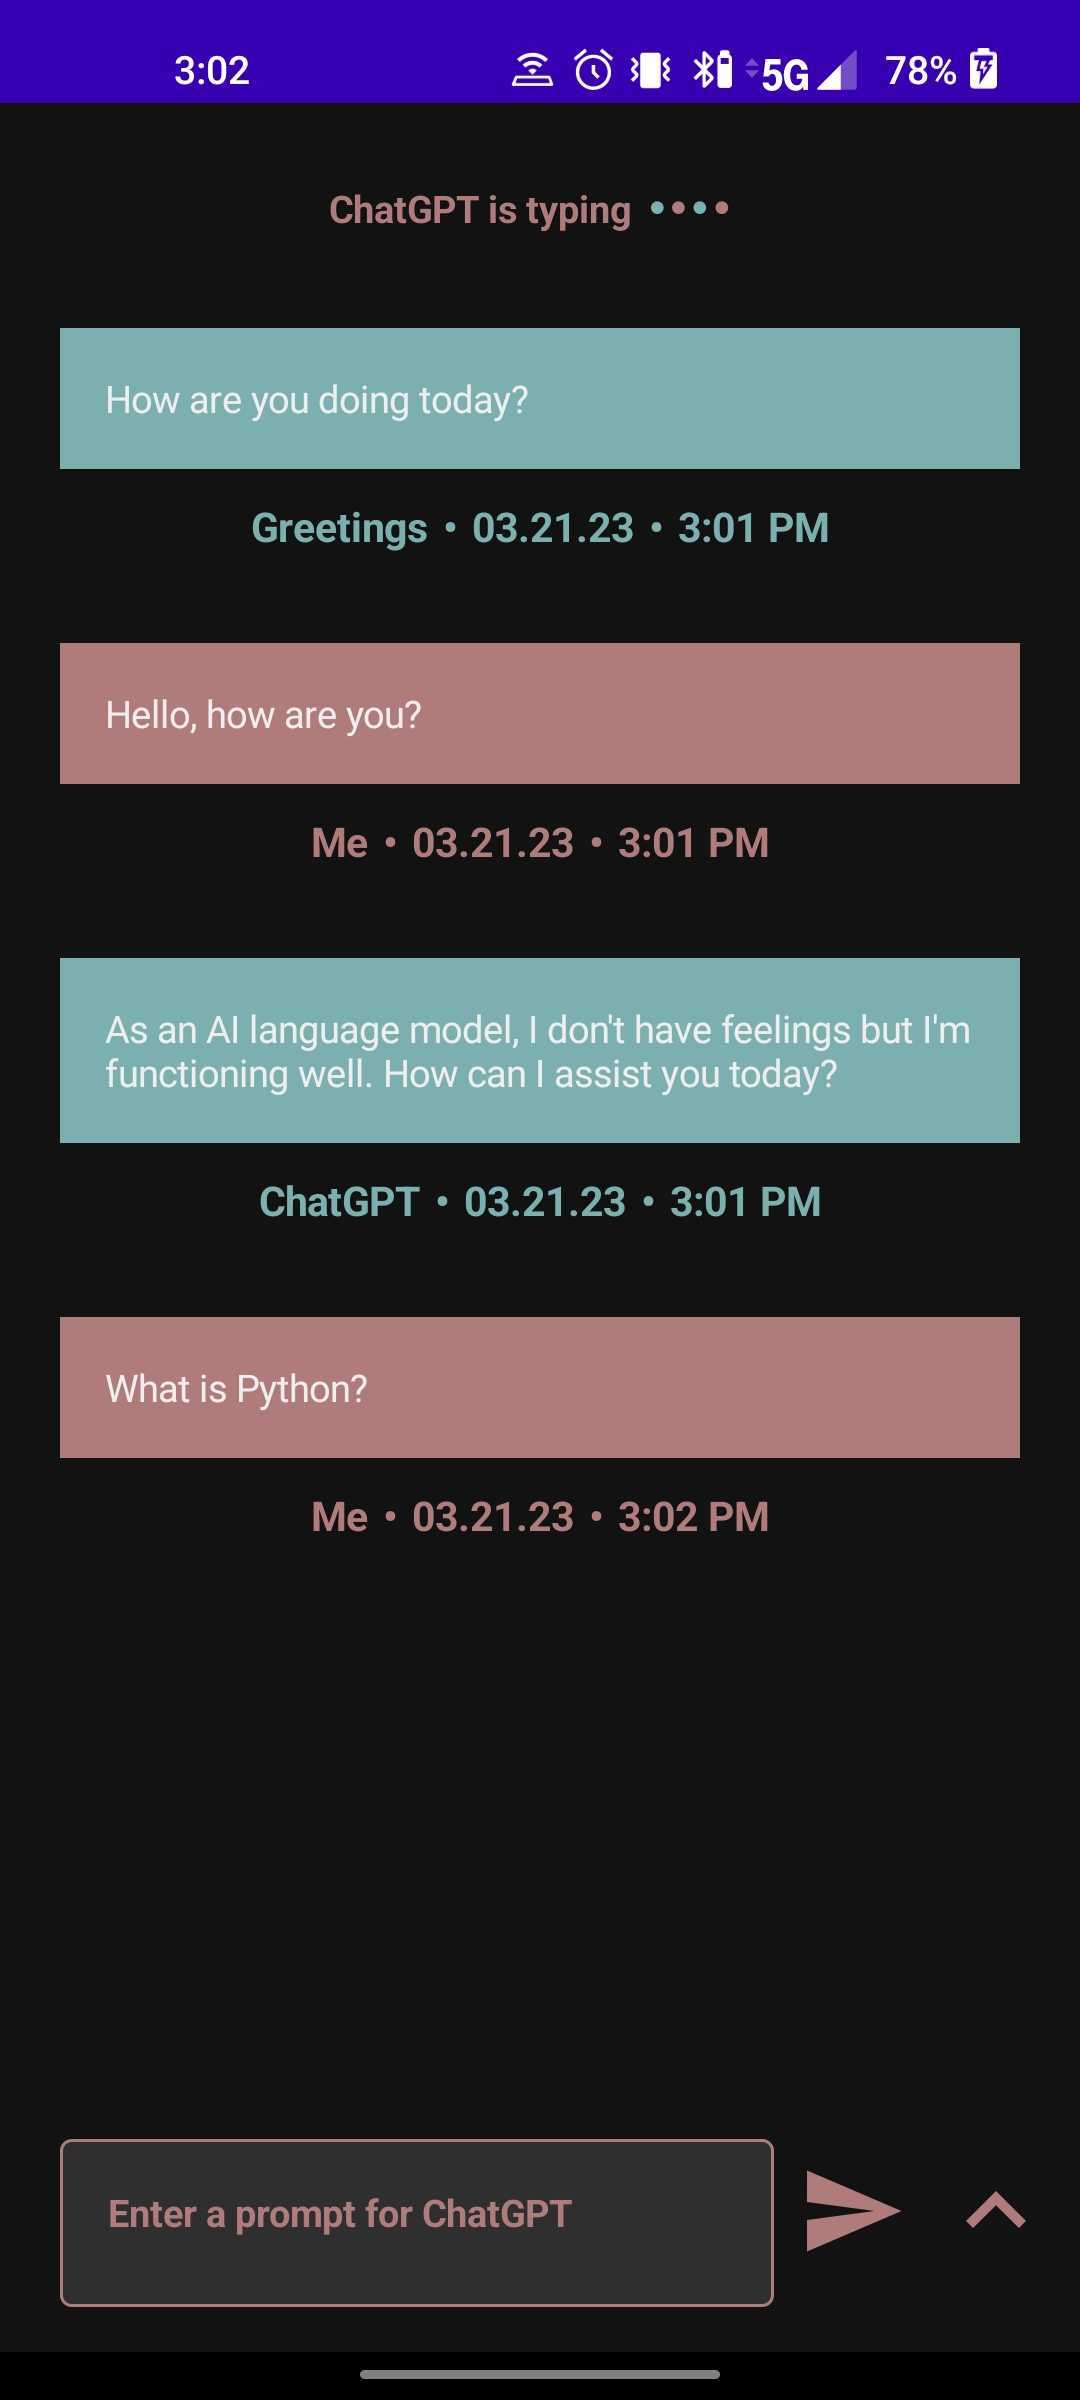 3:02 5G 78%
ChatGPT is typing
How are you doing today?
Greetings • 03.21.23 • 3:01 PM
Hello, how are you?
Me • 03.21.23 • 3:01 PM
As an AI language model, I don't have feelings but I'm
functioning well. How can I assist you today?
ChatGPT • 03.21.23 • 3:01 PM
What is Python?
Me • 03.21.23 • 3:02 PM
Enter a prompt for ChatGPT